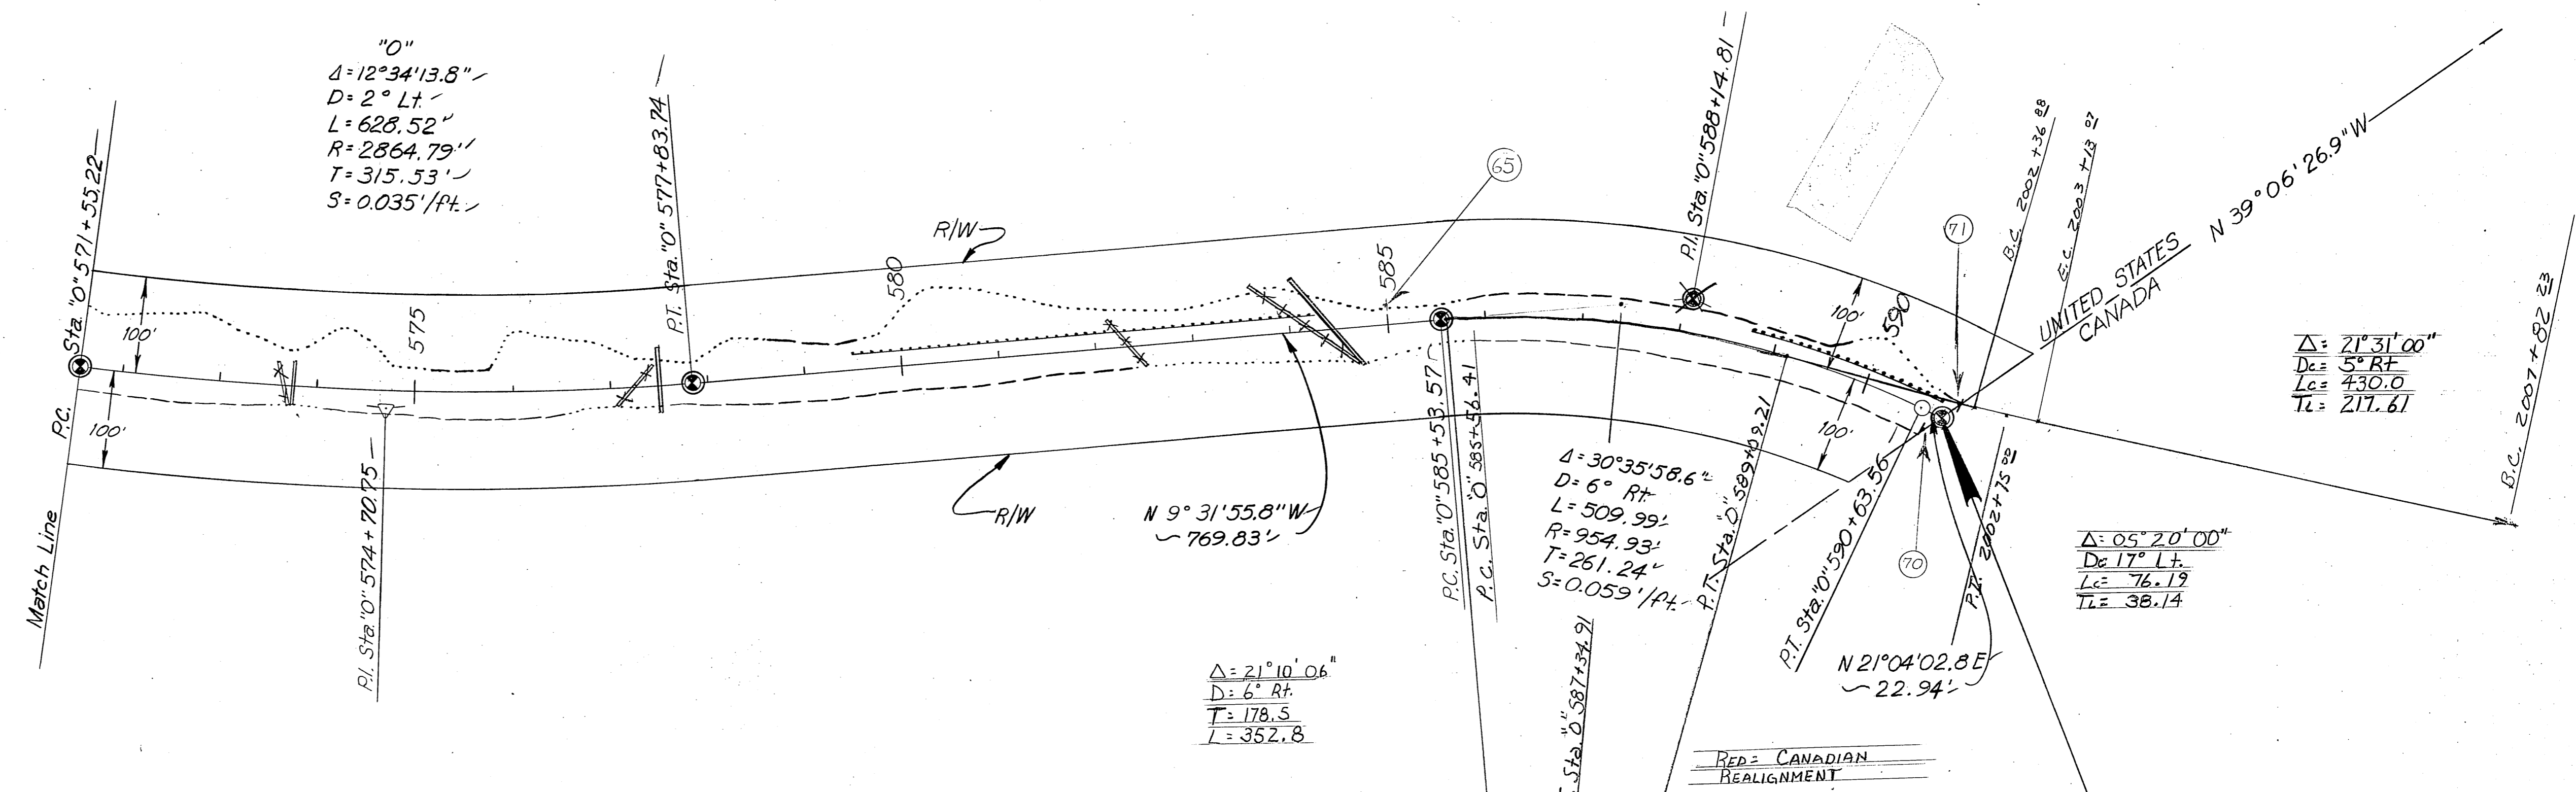 "O"
Δ=12°34'13.8"
D=2° Lt.
L=628.52'
R=2864.79'
T=315.53'
S=0.035'/ft.
Sta."O" 571+55.22
P.C.
Match Line
100'
100'
P.I. Sta."O" 574+70.75
575
P.T. Sta."O" 577+83.74
580
R/W
R/W
N 9°31'55.8"W
769.83'
585
65
P.C. Sta."O" 585+53.57
P.C. Sta."O" 585+56.41
P.I. Sta."O" 588+14.81
Δ=30°35'58.6"
D=6° Rt.
L=509.99'
R=954.93'
T=261.24'
S=0.059'/ft.
Δ=21°10'06"
D=6° Rt.
T=178.5
L=352.8
Sta."O" 587+34.91
P.T. Sta."O" 589+09.21
P.T. Sta."O" 590+63.56
100'
100'
590
71
70
B.C. 2002+36 88
E.C. 2003+13 07
UNITED STATES
CANADA
N 39°06'26.9"W
P.I. 2002+75 00
N 21°04'02.8E
22.94'
RED = CANADIAN
REALIGNMENT
Δ= 21°31'00"
Dc= 5° Rt
Lc= 430.0
TL= 217.61
Δ= 05°20'00"
Dc 17° Lt.
Lc= 76.19
TL= 38.14
B.C. 2007+82 23